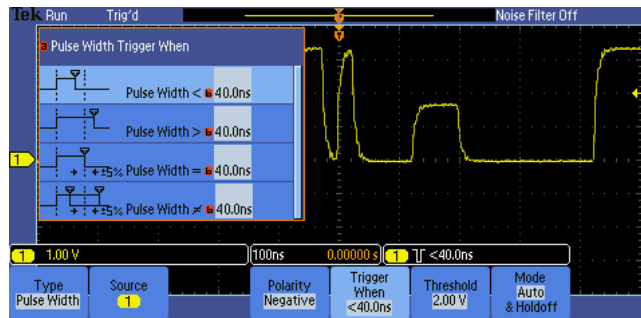 Tek Run Trig'd Noise Filter Off
B Pulse Width Trigger When
Pulse Width < 40.0ns
Pulse Width > 40.0ns
±5% Pulse Width = 40.0ns
±5% Pulse Width ≠ 40.0ns
1
1 1.00 V 100ns 0.00000 s 1 <40.0ns
Type
Pulse Width
Source
1
Polarity
Negative
Trigger
When
<40.0ns
Threshold
2.00 V
Mode
Auto
& Holdoff